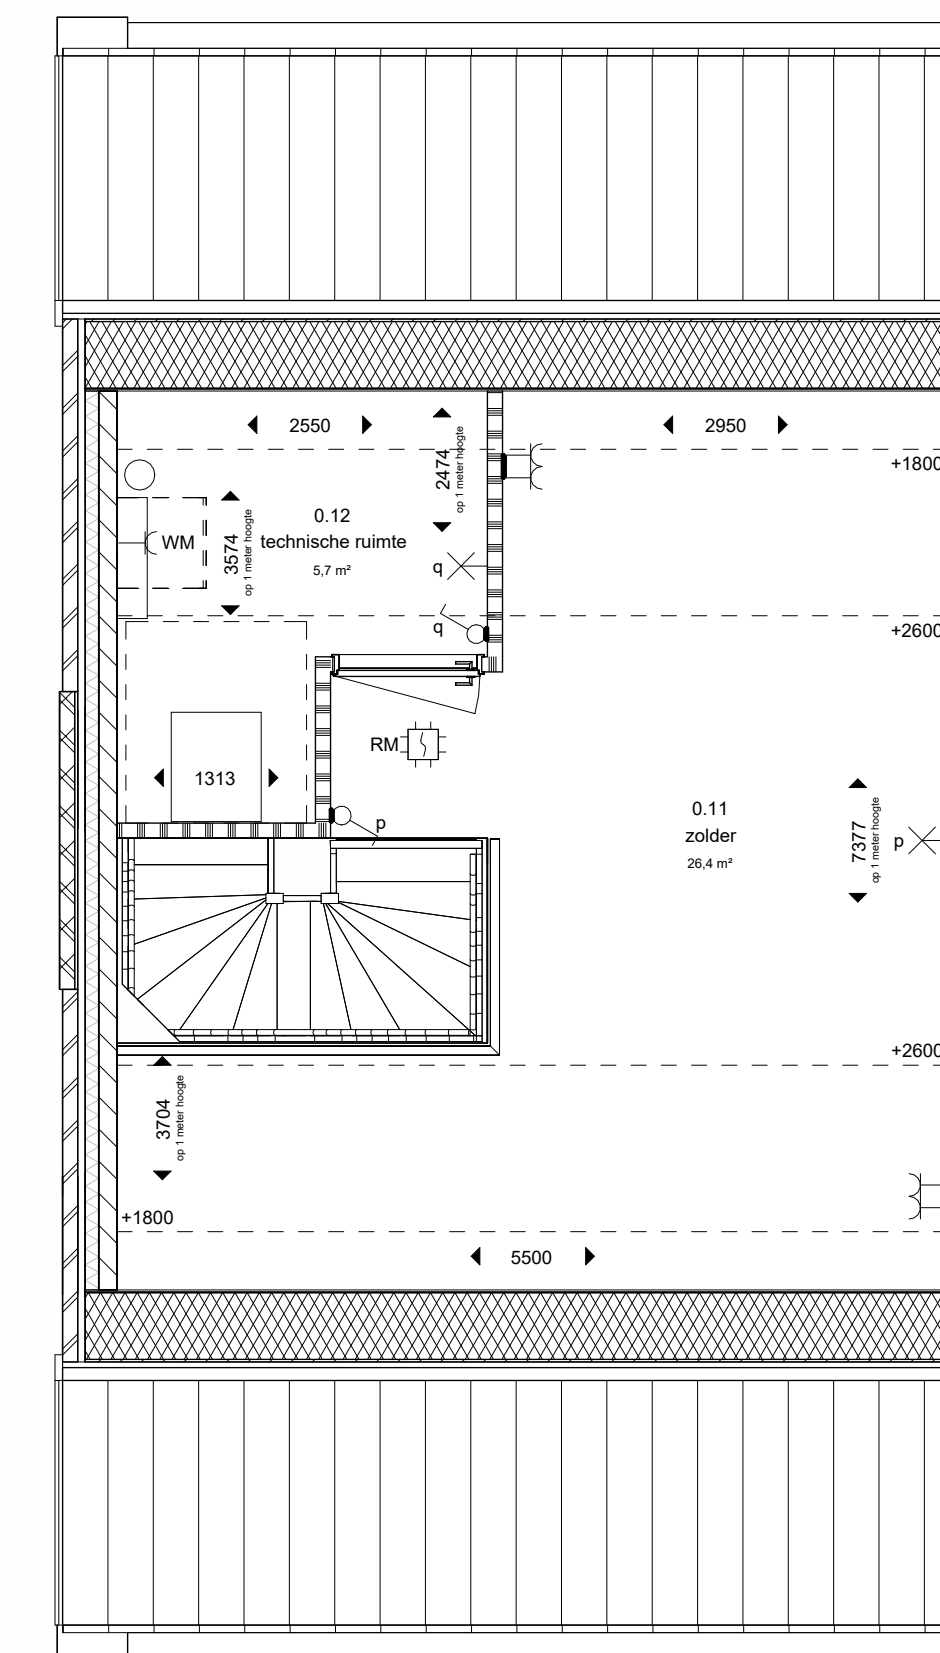 2550
2950
2474
op 1 meter hoogte
+1800
0.12
technische ruimte
5,7 m²
WM
3574
op 1 meter hoogte
q
q
+2600
RM
1313
p
0.11
zolder
26,4 m²
7377
op 1 meter hoogte
p
+2600
3704
op 1 meter hoogte
+1800
5500